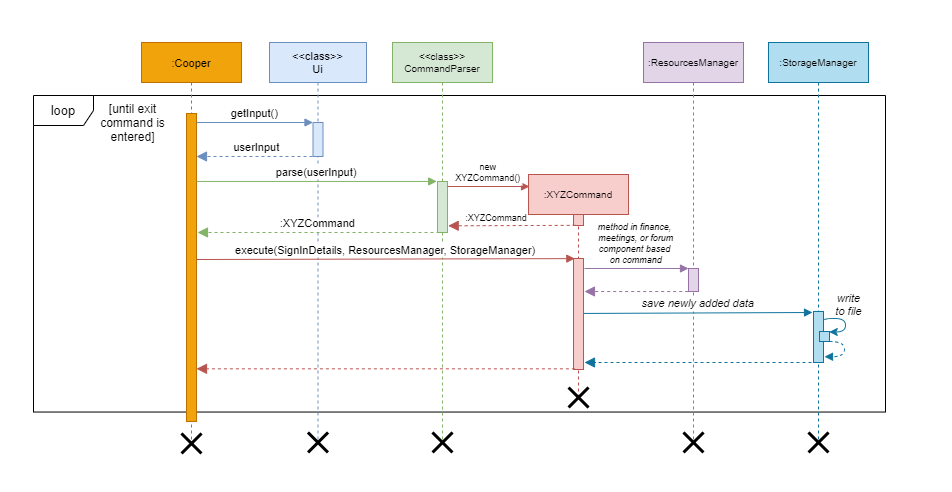 :Cooper
<<class>>
Ui
<<class>>
CommandParser
:ResourcesManager
:StorageManager
loop
[until exit
command is
entered]
getInput()
userInput
parse(userInput)
new
XYZCommand()
:XYZCommand
:XYZCommand
:XYZCommand
method in finance,
meetings, or forum
component based
on command
execute(SignInDetails, ResourcesManager, StorageManager)
save newly added data
write
to file